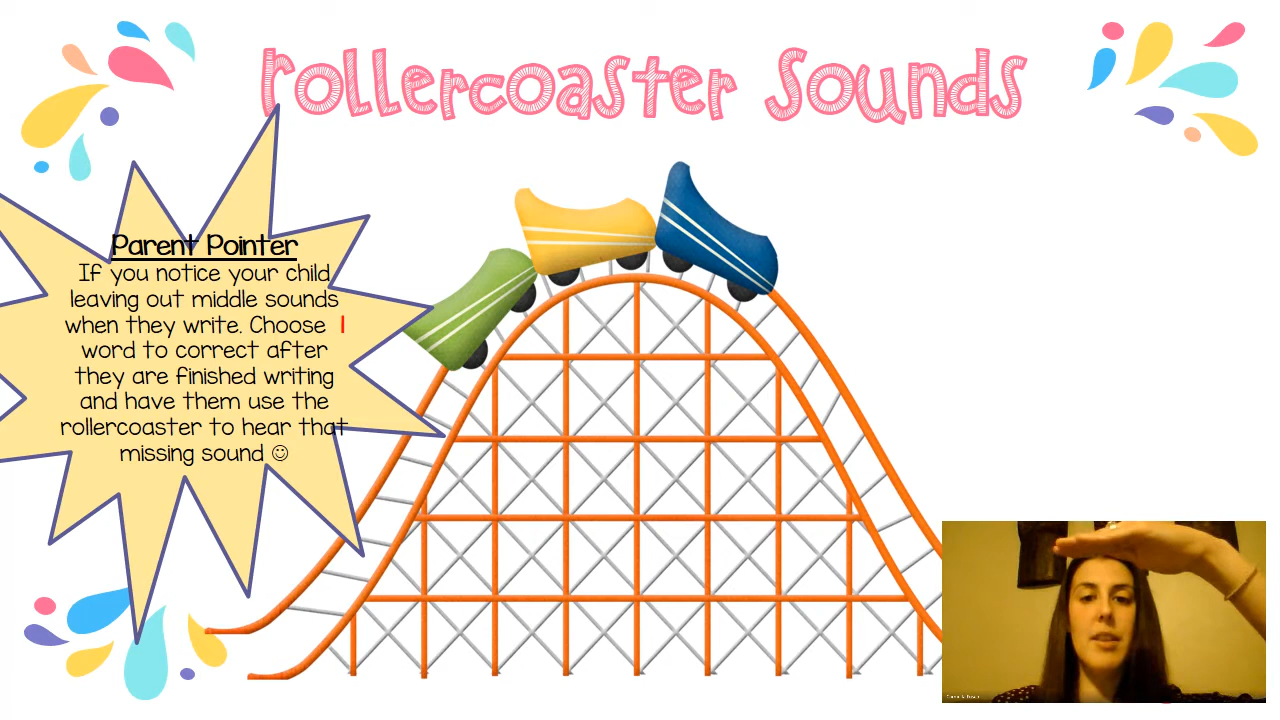 rollercoaster Sounds
Parent Pointer
If you notice your child
leaving out middle sounds
when they write. Choose 1
word to correct after
they are finished writing
and have them use the
rollercoaster to hear that
missing sound ☺